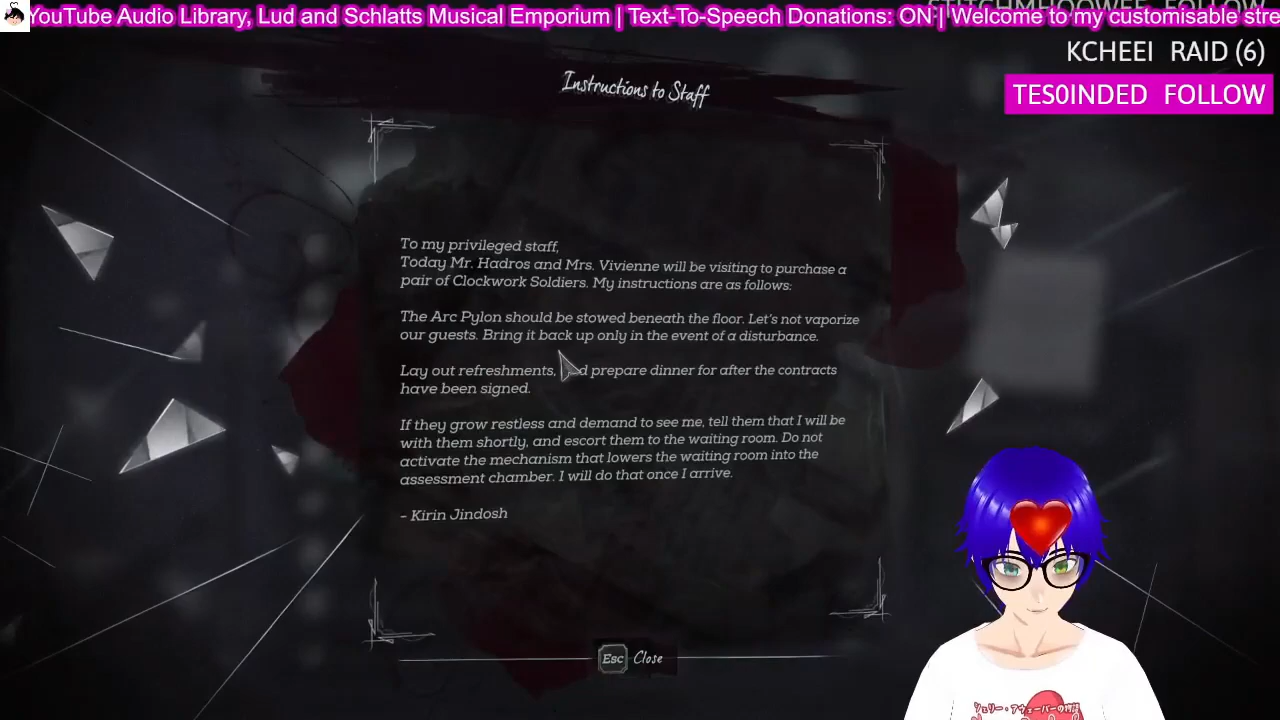 YouTube Audio Library, Lud and Schlatts Musical Emporium | Text-To-Speech Donations: ON | Welcome to my customisable stre
KCHEEI RAID (6)
TES0INDED FOLLOW
Instructions to Staff
To my privileged staff,
Today Mr. Hadros and Mrs. Vivienne will be visiting to purchase a
pair of Clockwork Soldiers. My instructions are as follows:
The Arc Pylon should be stowed beneath the floor. Let's not vaporize
our guests. Bring it back up only in the event of a disturbance.
Lay out refreshments, and prepare dinner for after the contracts
have been signed.
If they grow restless and demand to see me, tell them that I will be
with them shortly, and escort them to the waiting room. Do not
activate the mechanism that lowers the waiting room into the
assessment chamber. I will do that once I arrive.
- Kirin Jindosh
Esc Close